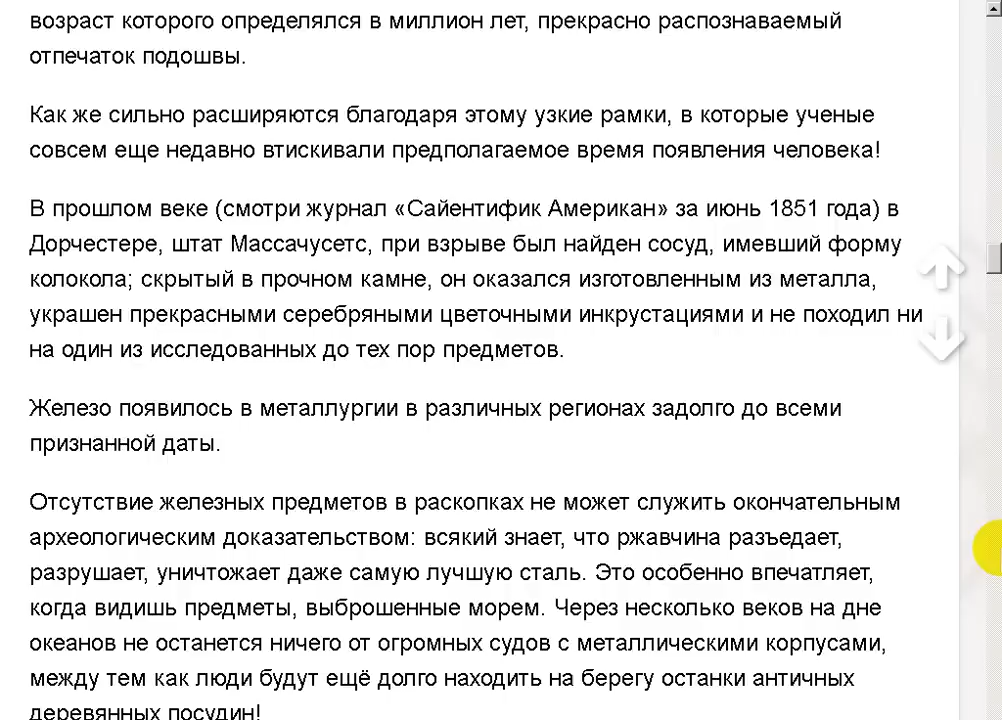 возраст которого определялся в миллион лет, прекрасно распознаваемый
отпечаток подошвы.
Как же сильно расширяются благодаря этому узкие рамки, в которые ученые
совсем еще недавно втискивали предполагаемое время появления человека!
В прошлом веке (смотри журнал «Сайентифик Американ» за июнь 1851 года) в
Дорчестере, штат Массачусетс, при взрыве был найден сосуд, имевший форму
колокола; скрытый в прочном камне, он оказался изготовленным из металла,
украшен прекрасными серебряными цветочными инкрустациями и не походил ни
на один из исследованных до тех пор предметов.
Железо появилось в металлургии в различных регионах задолго до всеми
признанной даты.
Отсутствие железных предметов в раскопках не может служить окончательным
археологическим доказательством: всякий знает, что ржавчина разъедает,
разрушает, уничтожает даже самую лучшую сталь. Это особенно впечатляет,
когда видишь предметы, выброшенные морем. Через несколько веков на дне
океанов не останется ничего от огромных судов с металлическими корпусами,
между тем как люди будут ещё долго находить на берегу останки античных
деревянных посудин!